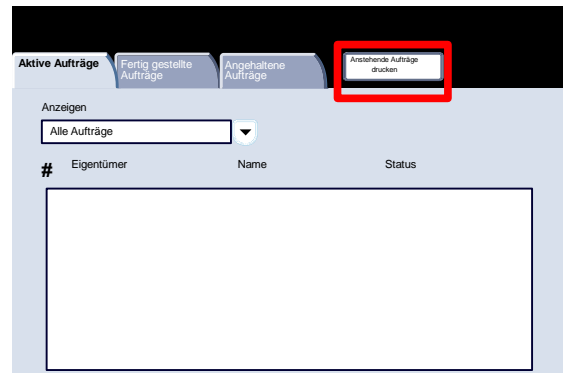 Aktive Aufträge
Fertig gestellte
Aufträge
Angehaltene
Aufträge
Anstehende Aufträge
drucken
Anzeigen
Alle Aufträge
# Eigentümer Name Status